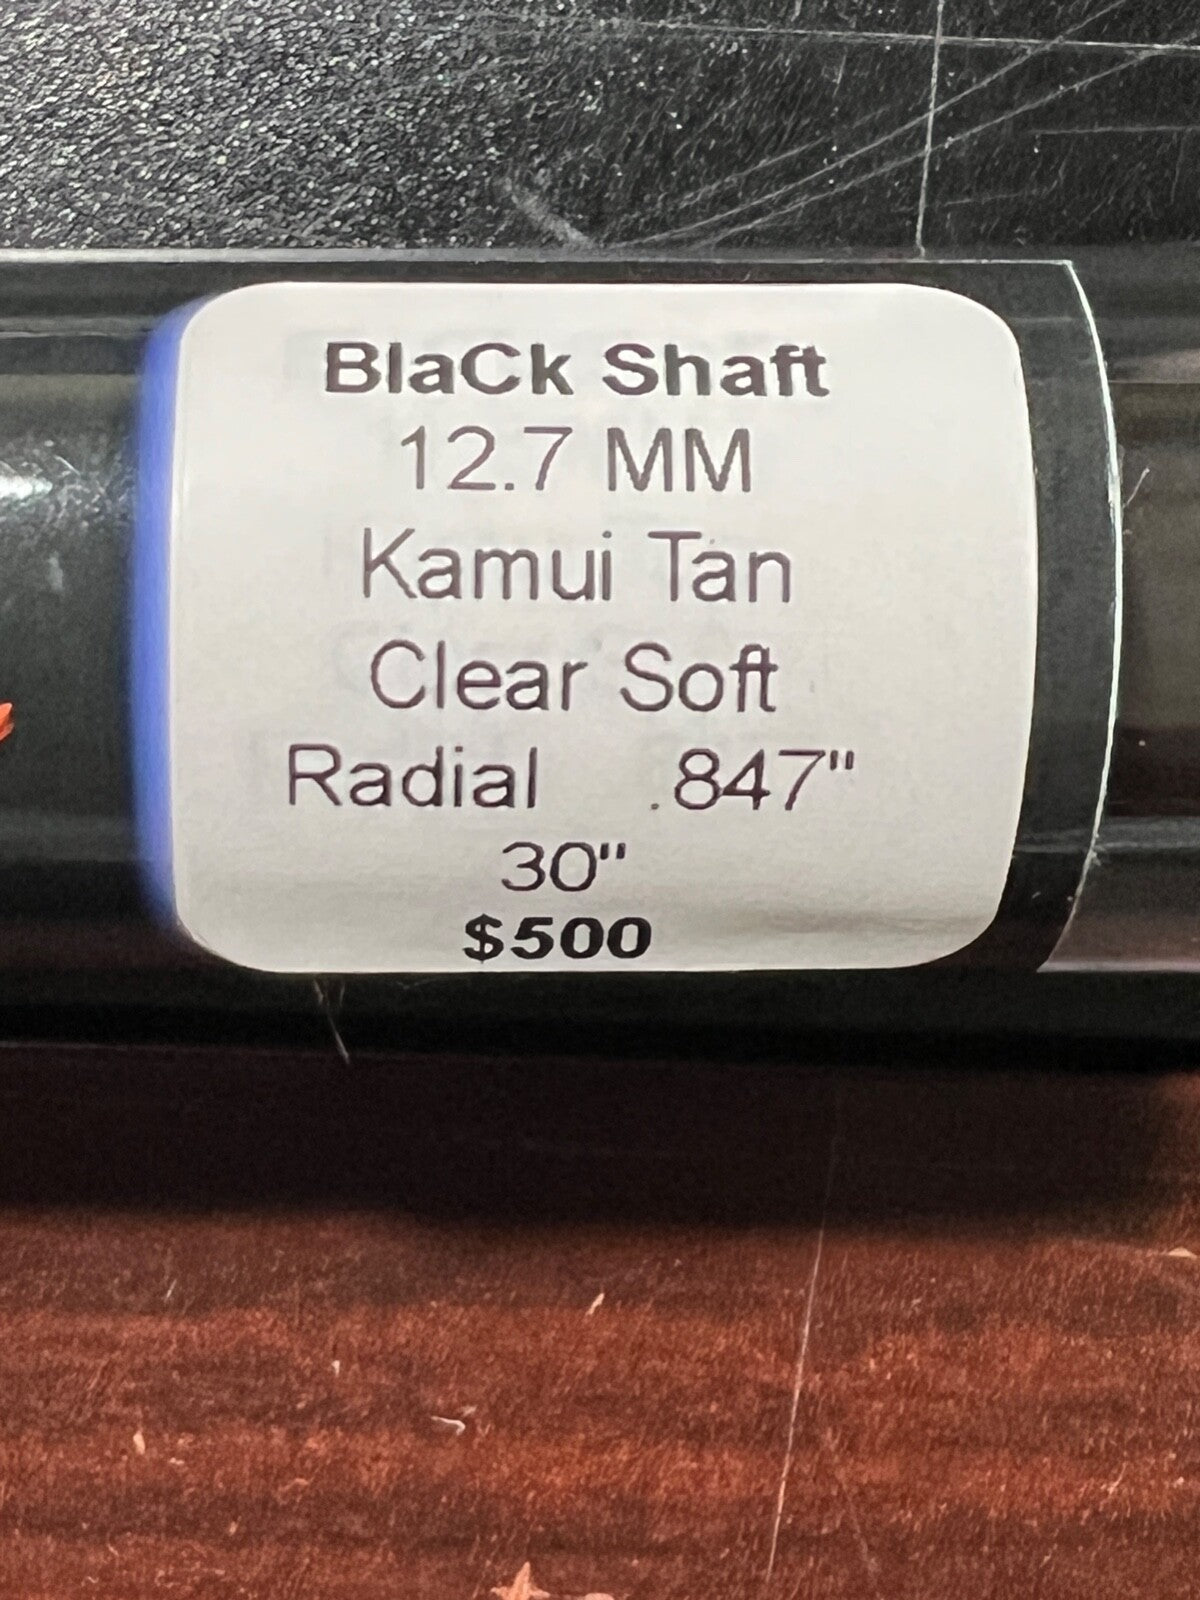 BlaCk Shaft
12.7 MM
Kamui Tan
Clear Soft
Radial .847"
30"
$500